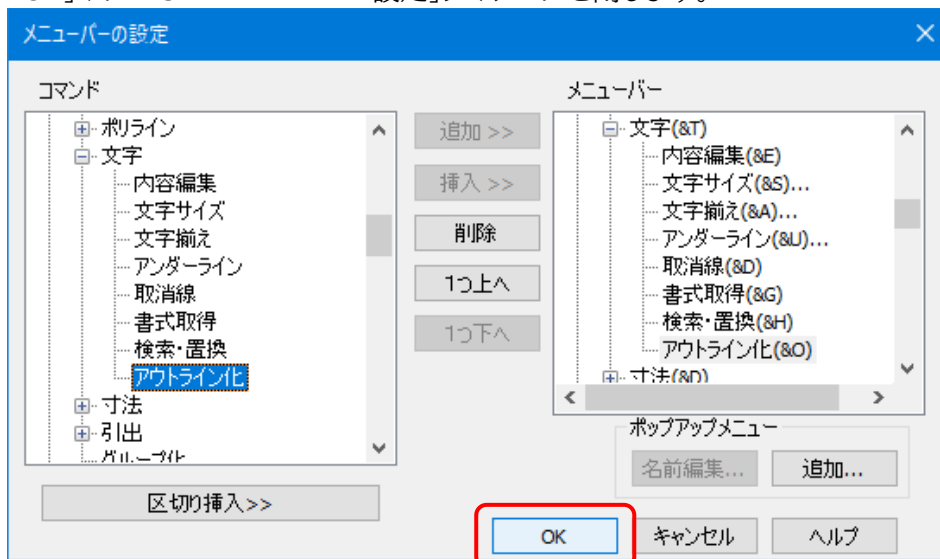 メニューバーの設定
コマンド
ポリライン
文字
内容編集
文字サイズ
文字揃え
アンダーライン
取消線
書式取得
検索・置換
アウトライン化
寸法
引出
グループ化
区切り挿入>>
追加 >>
挿入 >>
削除
1つ上へ
1つ下へ
メニューバー
文字(&T)
内容編集(&E)
文字サイズ(&S)...
文字揃え(&A)...
アンダーライン(&U)...
取消線(&D)
書式取得(&G)
検索・置換(&H)
アウトライン化(&O)
寸法(&D)
ポップアップメニュー
名前編集...
追加...
OK
キャンセル
ヘルプ